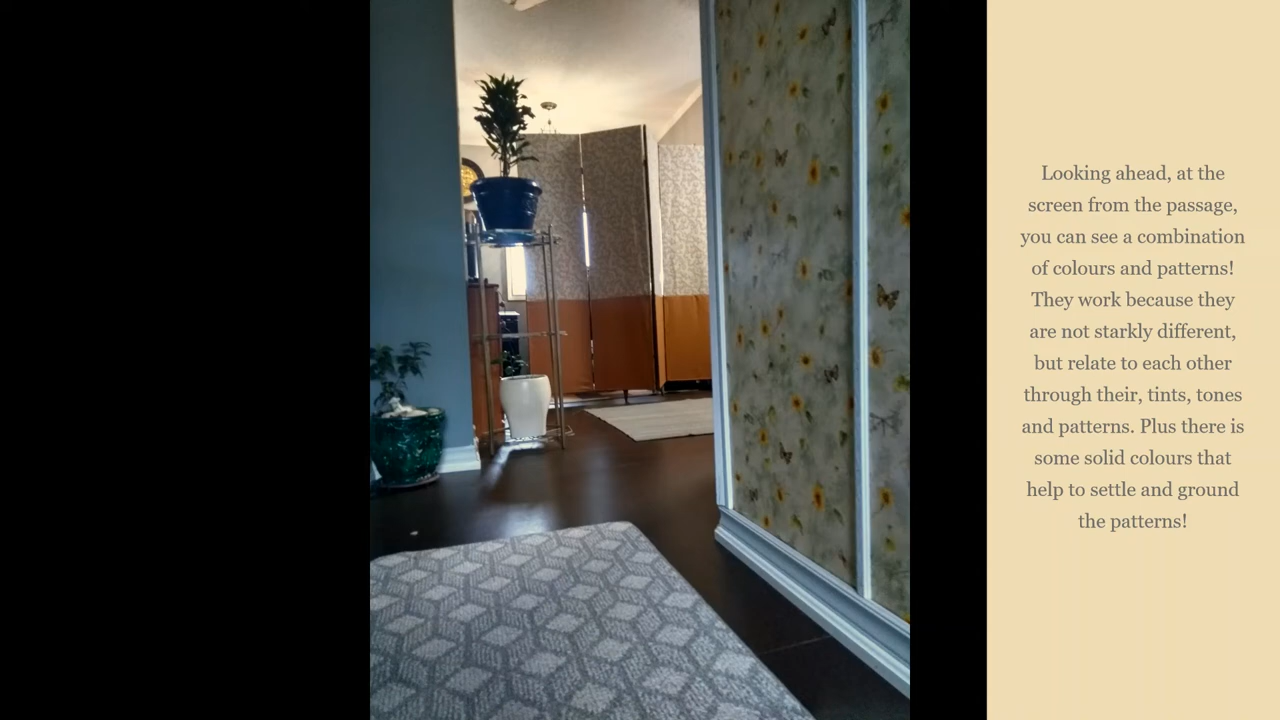 Looking ahead, at the
screen from the passage,
you can see a combination
of colours and patterns!
They work because they
are not starkly different,
but relate to each other
through their, tints, tones
and patterns. Plus there is
some solid colours that
help to settle and ground
the patterns!